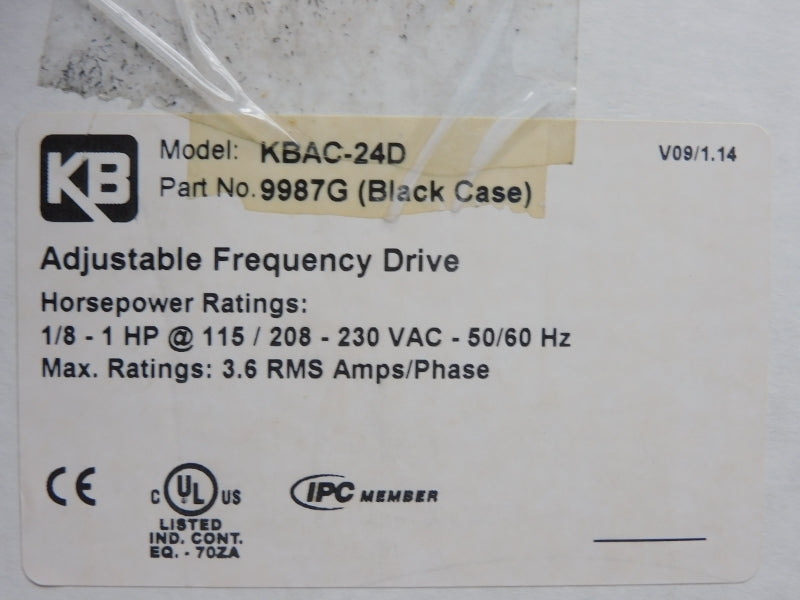 KB
Model: KBAC-24D
V09/1.14
Part No. 9987G (Black Case)
Adjustable Frequency Drive
Horsepower Ratings:
1/8 - 1 HP @ 115 / 208 - 230 VAC - 50/60 Hz
Max. Ratings: 3.6 RMS Amps/Phase
CE
C UL US
LISTED
IND. CONT.
EQ. - 70ZA
IPC MEMBER